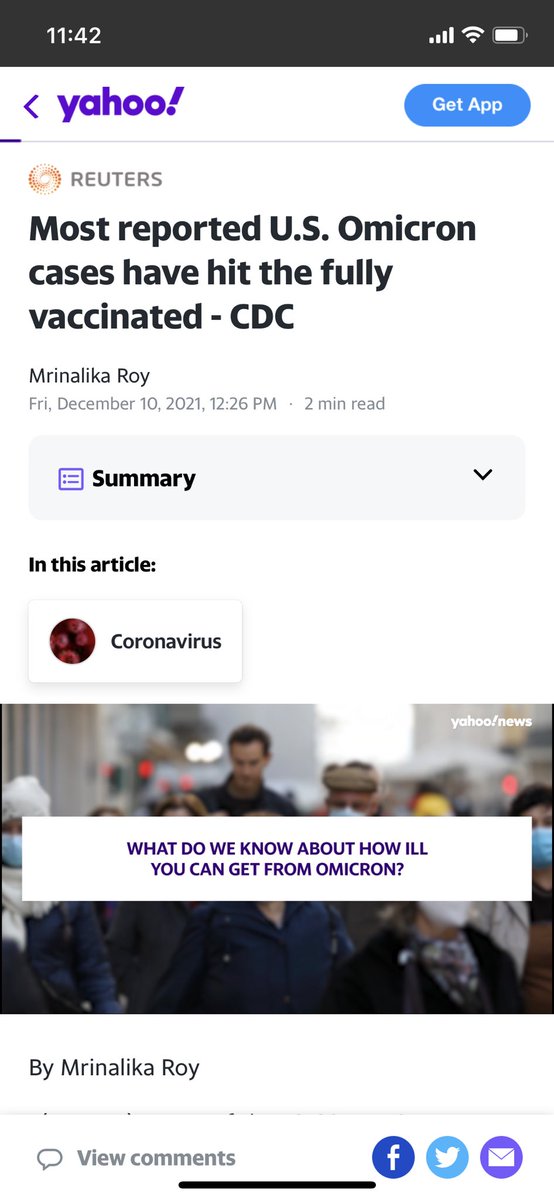 11:42
yahoo!
Get App
REUTERS
Most reported U.S. Omicron
cases have hit the fully
vaccinated - CDC
Mrinalika Roy
Fri, December 10, 2021, 12:26 PM · 2 min read
Summary
In this article:
Coronavirus
yahoo!news
WHAT DO WE KNOW ABOUT HOW ILL
YOU CAN GET FROM OMICRON?
By Mrinalika Roy
View comments